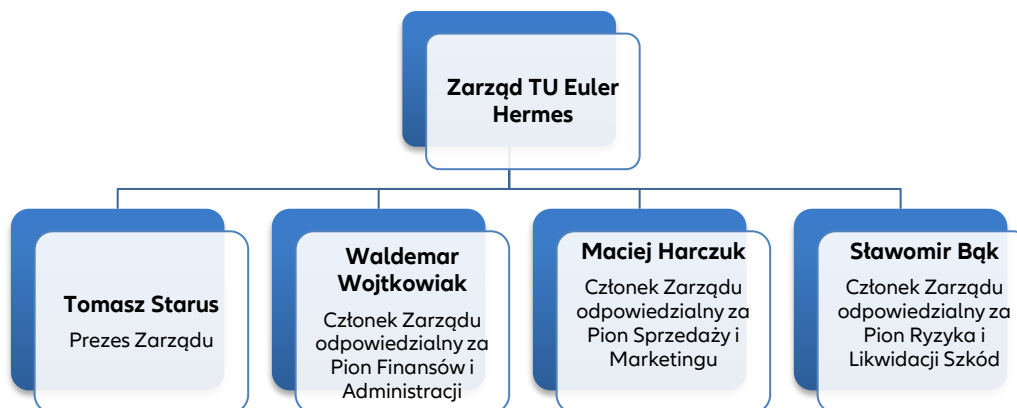 Zarząd TU Euler
Hermes
Tomasz Starus
Prezes Zarządu
Waldemar
Wojtkowiak
Członek Zarządu
odpowiedzialny za
Pion Finansów i
Administracji
Maciej Harczuk
Członek Zarządu
odpowiedzialny za
Pion Sprzedaży i
Marketingu
Sławomir Bąk
Członek Zarządu
odpowiedzialny za
Pion Ryzyka i
Likwidacji Szkód